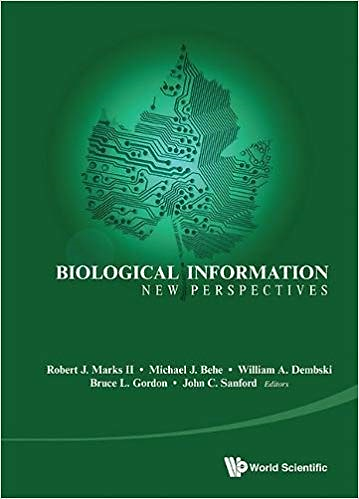 BIOLOGICAL INFORMATION
NEW PERSPECTIVES
Robert J. Marks II • Michael J. Behe • William A. Dembski
Bruce L. Gordon • John C. Sanford Editors
World Scientific